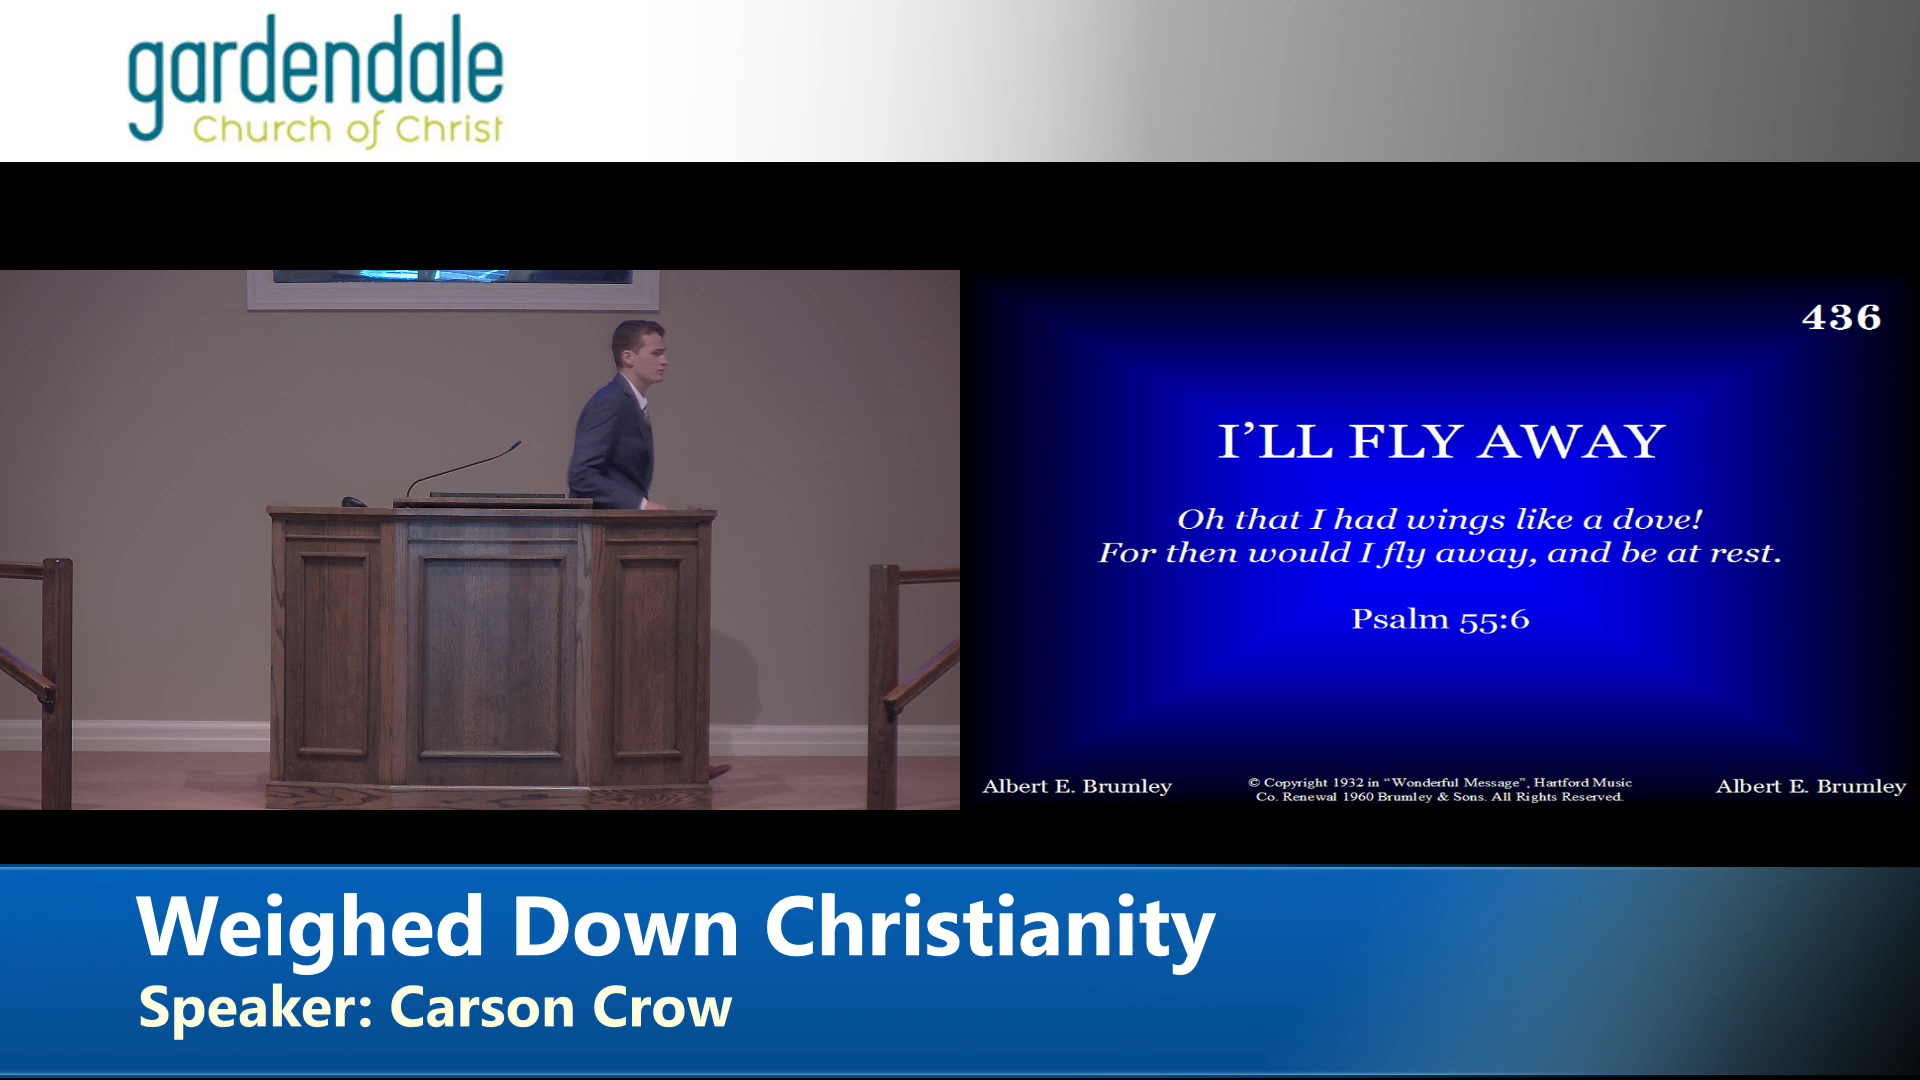 gardendale
Church of Christ
436
I’LL FLY AWAY
Oh that I had wings like a dove!
For then would I fly away, and be at rest.
Psalm 55:6
Albert E. Brumley
© Copyright 1932 in “Wonderful Message”, Hartford Music
Co. Renewal 1960 Brumley & Sons. All Rights Reserved.
Albert E. Brumley
Weighed Down Christianity
Speaker: Carson Crow